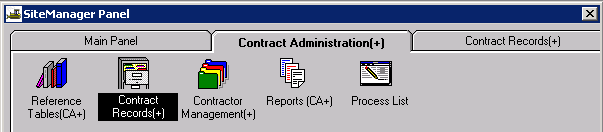 SiteManager Panel
Main Panel
Contract Administration(+)
Contract Records(+)
Reference
Tables(CA+)
Contract
Records(+)
Contractor
Management(+)
Reports (CA+)
Process List